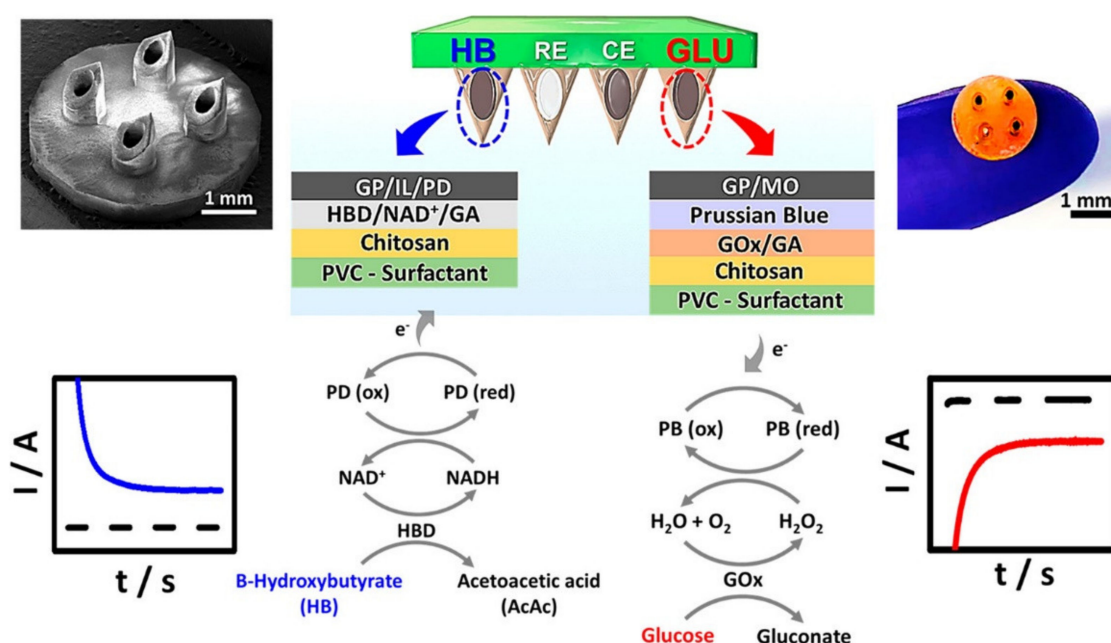 1 mm
HB
RE
CE
GLU
1 mm
GP/IL/PD
HBD/NAD⁺/GA
Chitosan
PVC - Surfactant
GP/MO
Prussian Blue
GOx/GA
Chitosan
PVC - Surfactant
e⁻
PD (ox)
PD (red)
NAD⁺
NADH
HBD
B-Hydroxybutyrate
(HB)
Acetoacetic acid
(AcAc)
e⁻
PB (ox)
PB (red)
H₂O + O₂
H₂O₂
GOx
Glucose
Gluconate
I / A
t / s
I / A
t / s